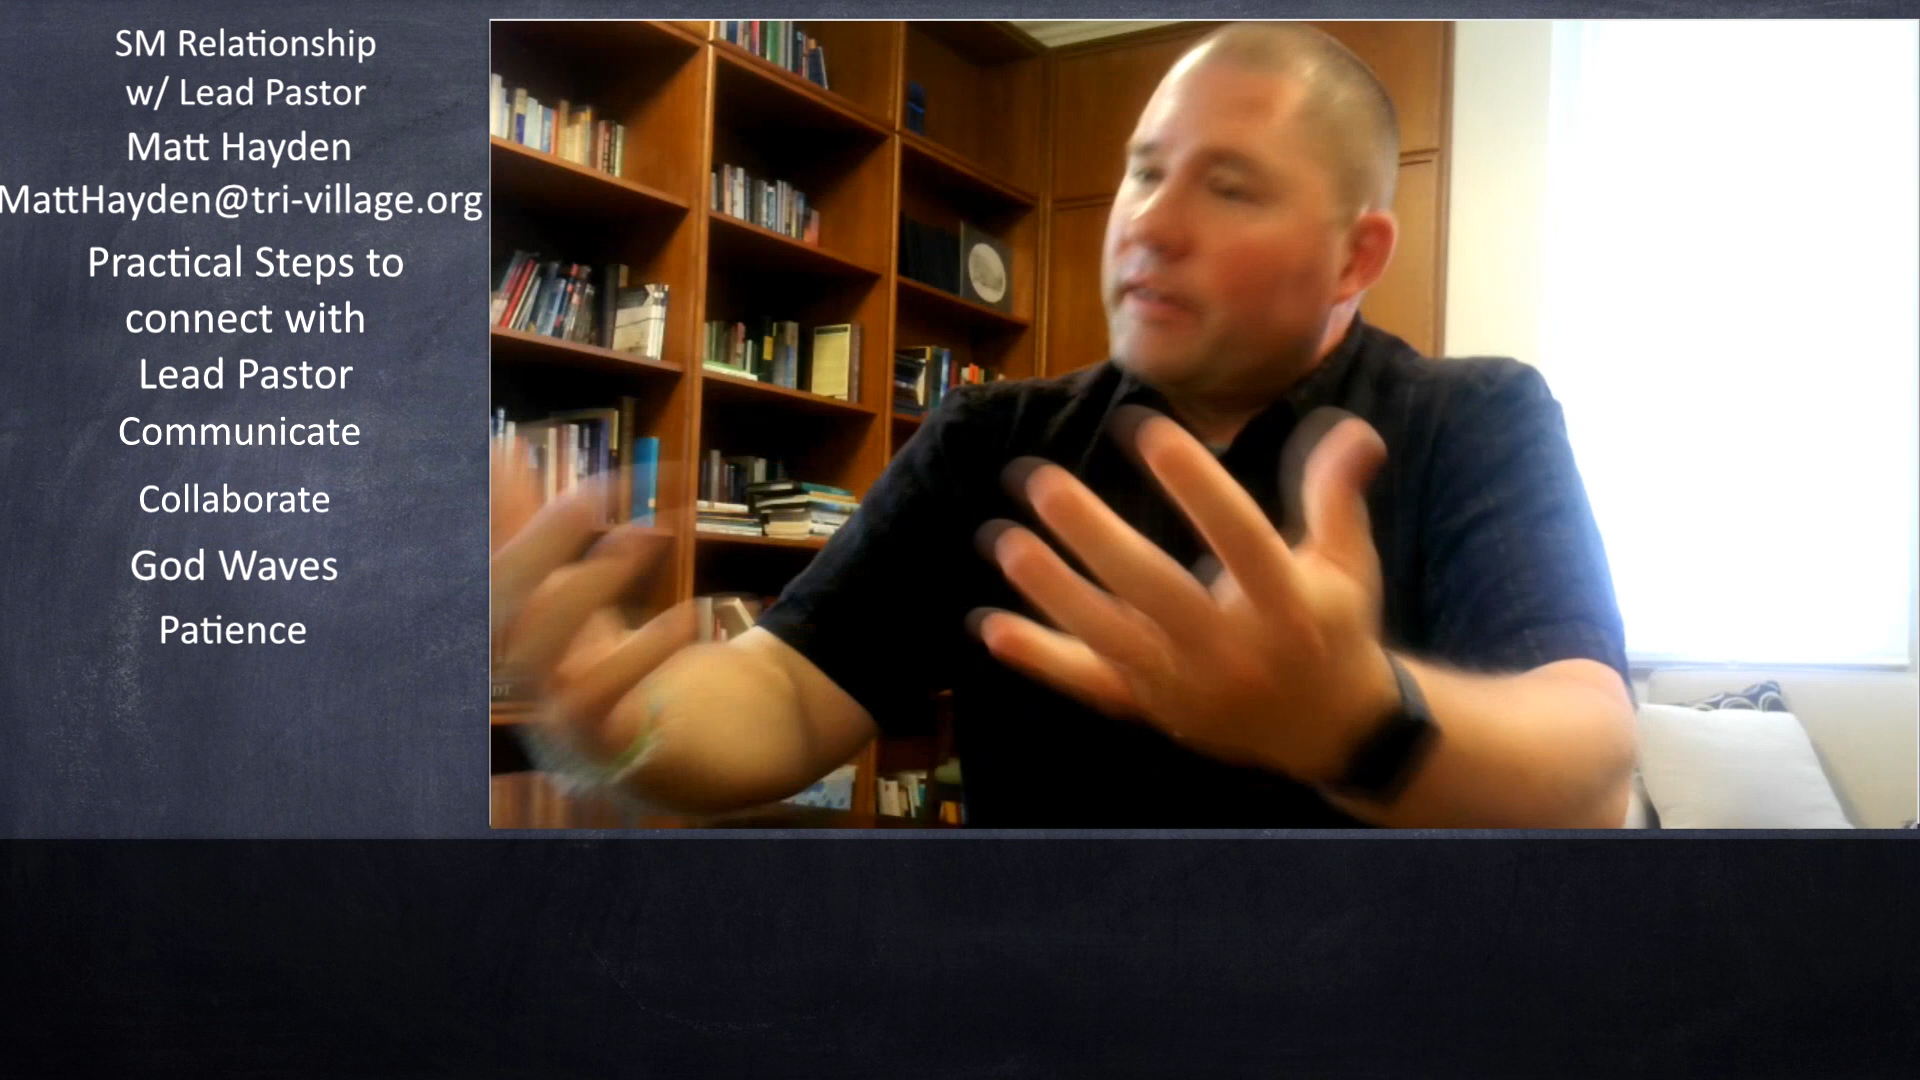 SM Relationship
w/ Lead Pastor
Matt Hayden
MattHayden@tri-village.org
Practical Steps to
connect with
Lead Pastor
Communicate
Collaborate
God Waves
Patience